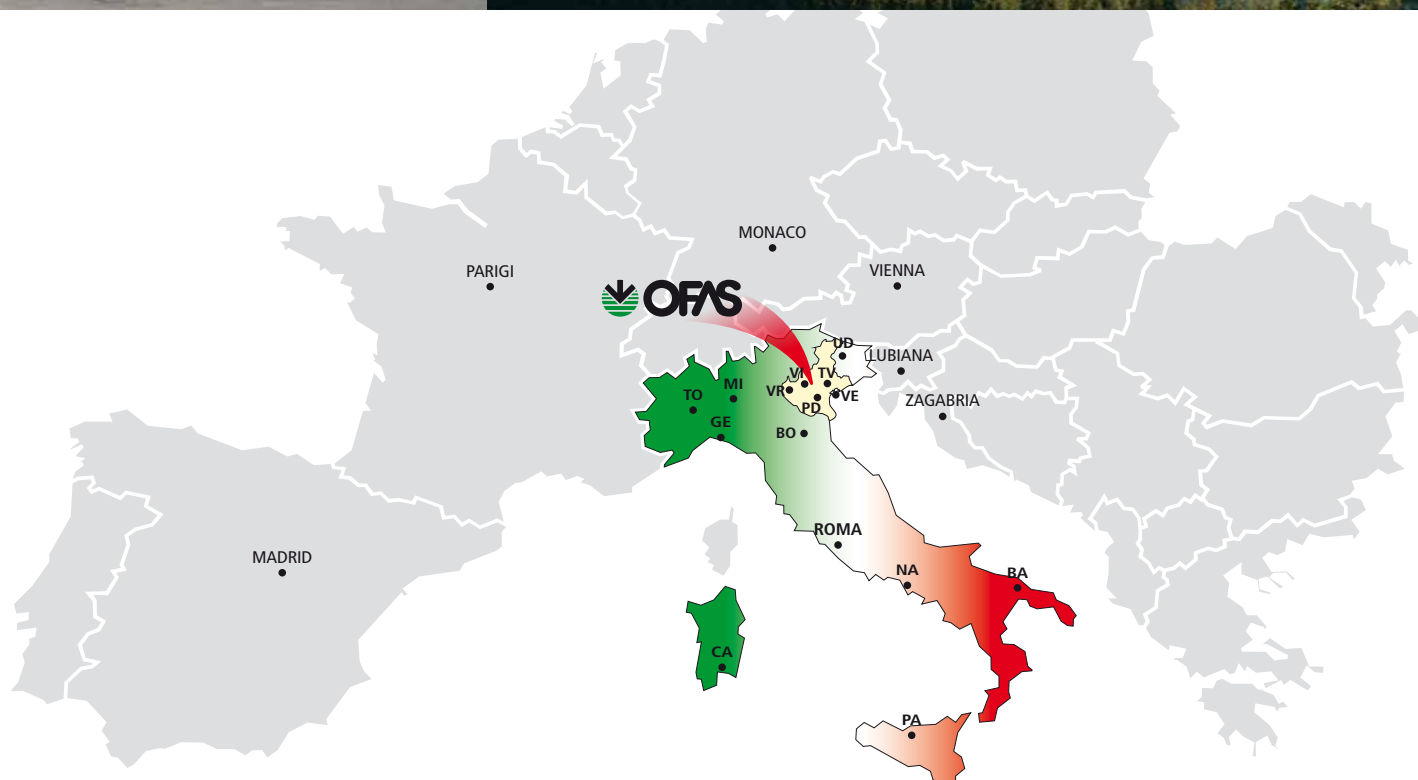 MONACO
PARIGI
VIENNA
OFAS
UD
LUBIANA
VI
TV
MI
VR
TO
VE
ZAGABRIA
PD
GE
BO
ROMA
MADRID
NA
BA
CA
PA